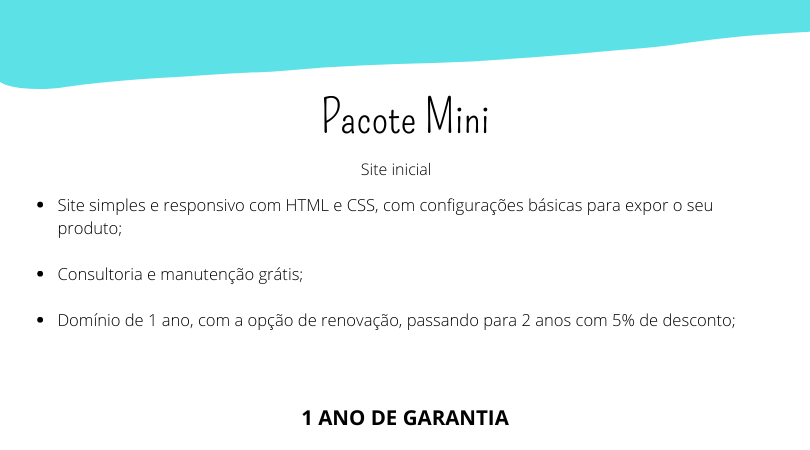 Pacote Mini
Site inicial
• Site simples e responsivo com HTML e CSS, com configurações básicas para expor o seu
produto;
• Consultoria e manutenção grátis;
• Domínio de 1 ano, com a opção de renovação, passando para 2 anos com 5% de desconto;
1 ANO DE GARANTIA